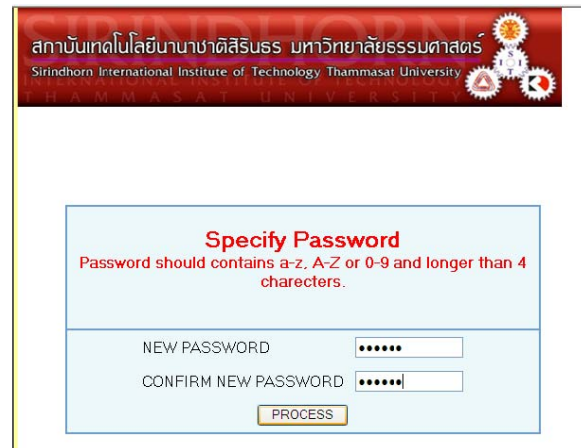 สถาบันเทคโนโลยีนานาชาติสิรินธร มหาวิทยาลัยธรรมศาสตร์
Sirindhorn International Institute of Technology Thammasat University
Specify Password
Password should contains a-z, A-Z or 0-9 and longer than 4
charecters.
NEW PASSWORD ••••••
CONFIRM NEW PASSWORD ••••••
PROCESS